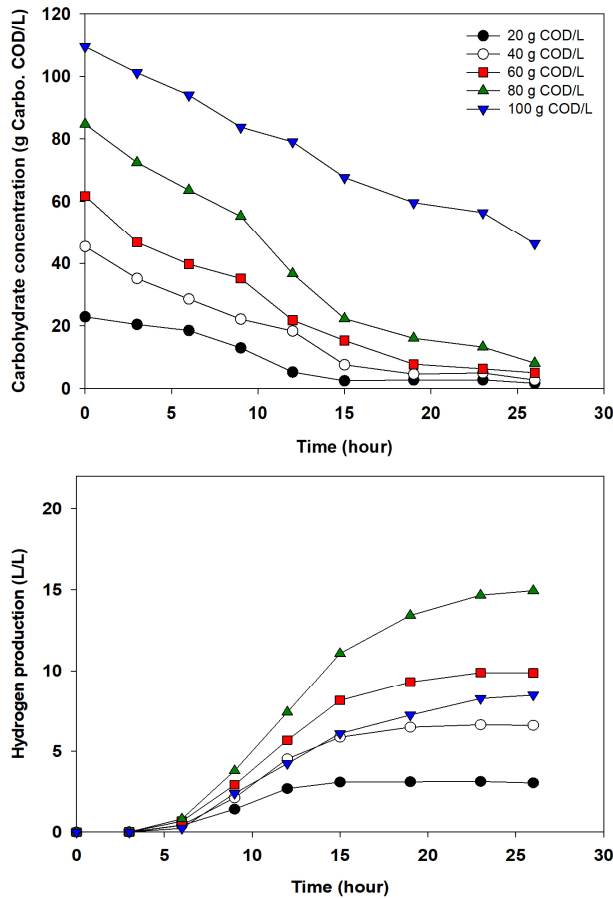 Carbohydrate concentration (g Carbo. COD/L)
140
120
100
80
60
40
20
0
20 g COD/L
40 g COD/L
60 g COD/L
80 g COD/L
100 g COD/L
0 5 10 15 20 25 30
Time (hour)
Hydrogen production (L/L)
20
15
10
5
0
0 5 10 15 20 25 30
Time (hour)